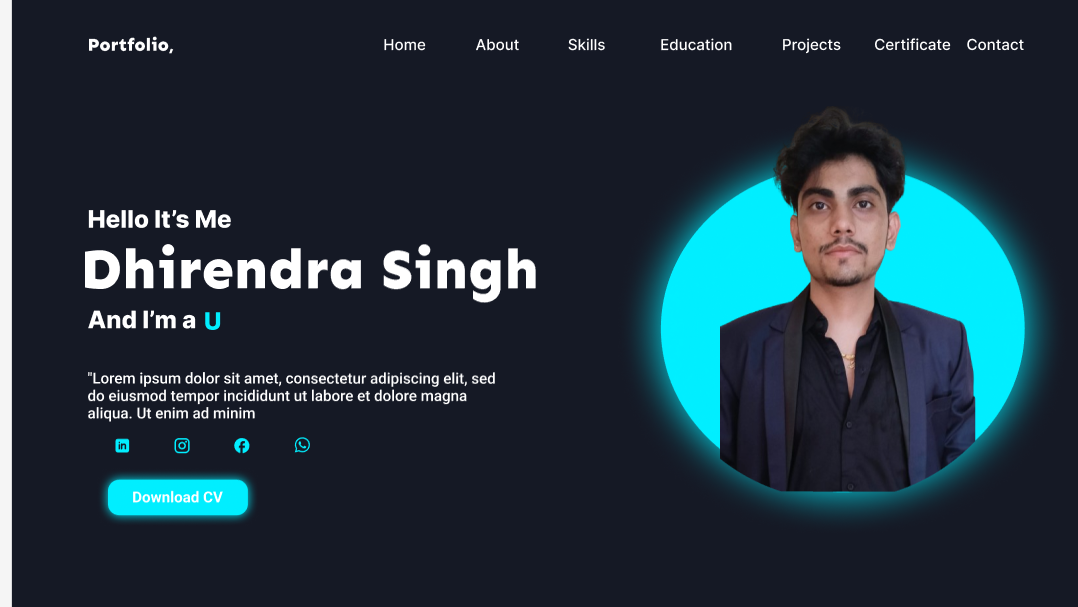 Portfolio,
Home About Skills Education Projects Certificate Contact
Hello It’s Me
Dhirendra Singh
And I’m a U
"Lorem ipsum dolor sit amet, consectetur adipiscing elit, sed
do eiusmod tempor incididunt ut labore et dolore magna
aliqua. Ut enim ad minim
in
Download CV